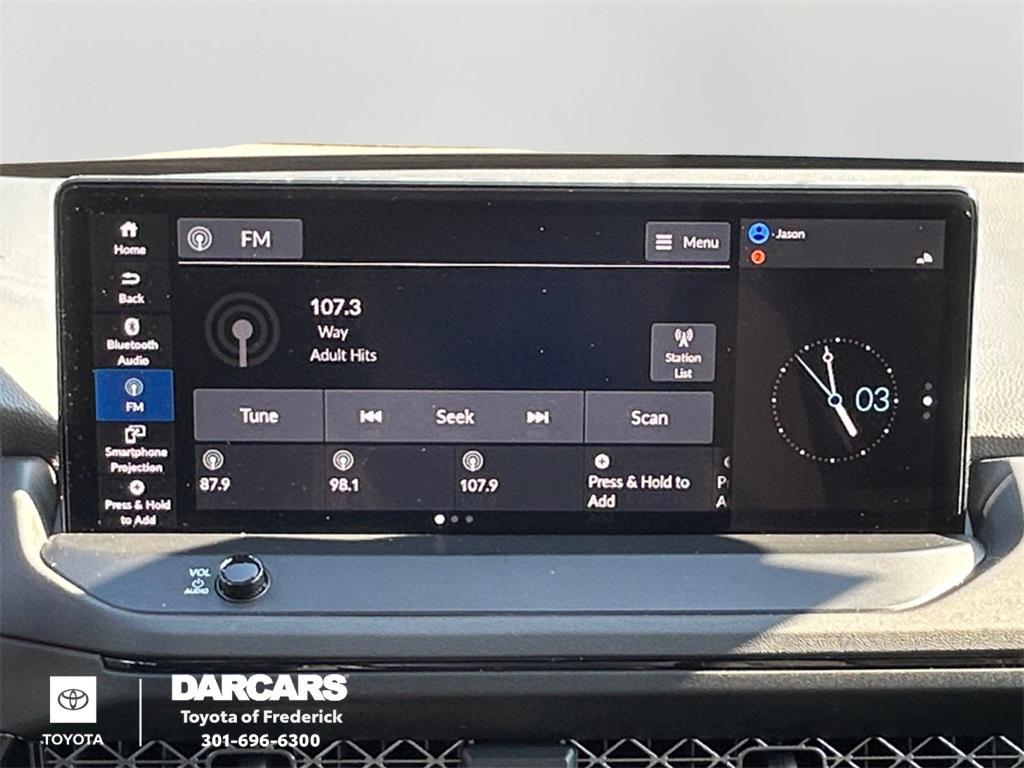 Home
Back
Bluetooth
Audio
FM
Smartphone
Projection
Press & Hold
to Add
FM
Menu
107.3
Way
Adult Hits
Station
List
Tune
Seek
Scan
87.9
98.1
107.9
Press & Hold to
Add
P
A
Jason
2
03
VOL
AUDIO
TOYOTA
DARCARS
Toyota of Frederick
301-696-6300